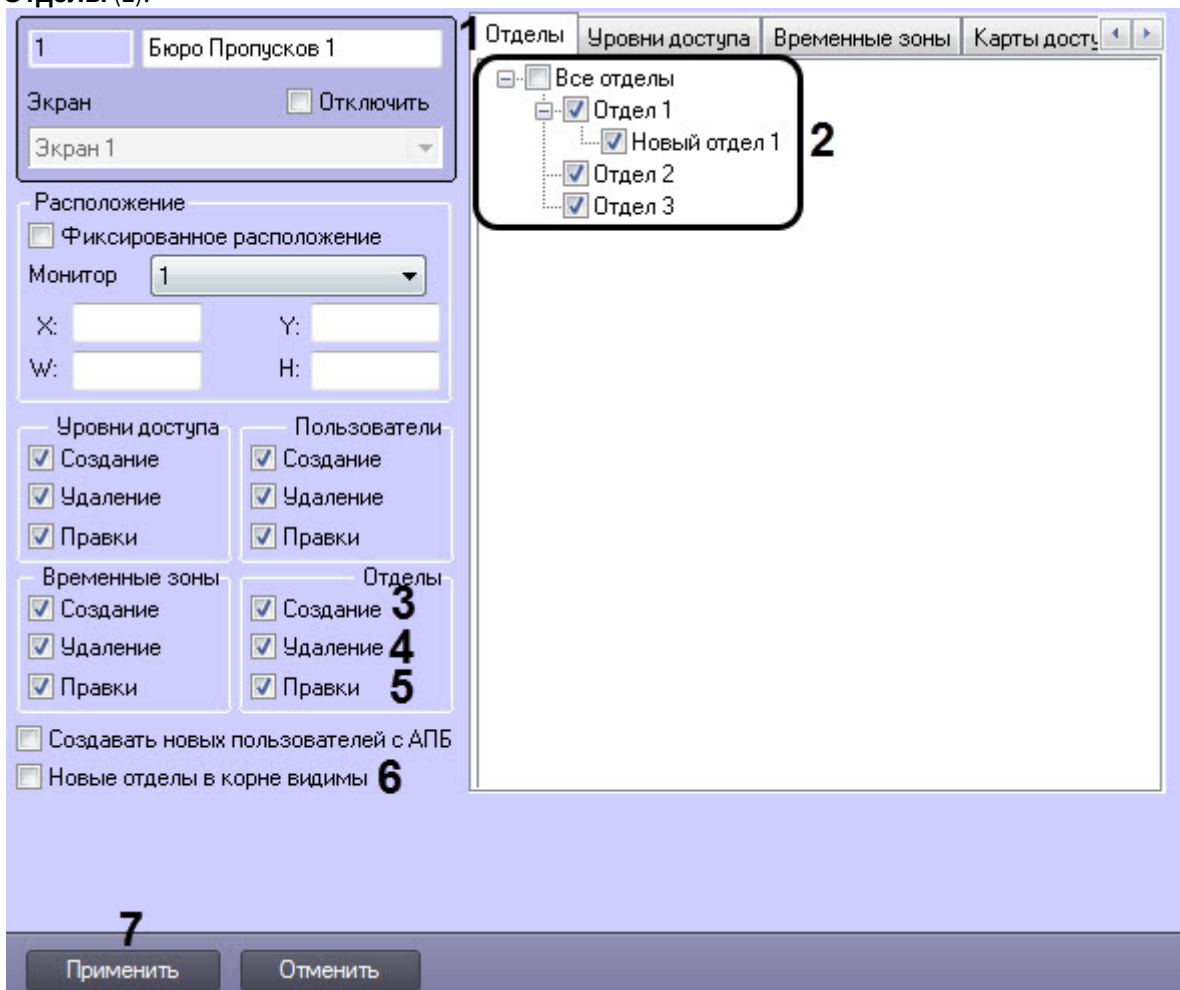 1 Бюро Пропусков 1
Экран Отключить
Экран 1
Расположение
Фиксированное расположение
Монитор 1
X: Y:
W: H:
Уровни доступа Пользователи
Создание Создание
Удаление Удаление
Правки Правки
Временные зоны Отделы
Создание Создание 3
Удаление Удаление 4
Правки Правки 5
Создавать новых пользователей с АПБ
Новые отделы в корне видимы 6
1 Отделы Уровни доступа Временные зоны Карты досту
Все отделы
Отдел 1
Новый отдел 1 2
Отдел 2
Отдел 3
7
Применить Отменить